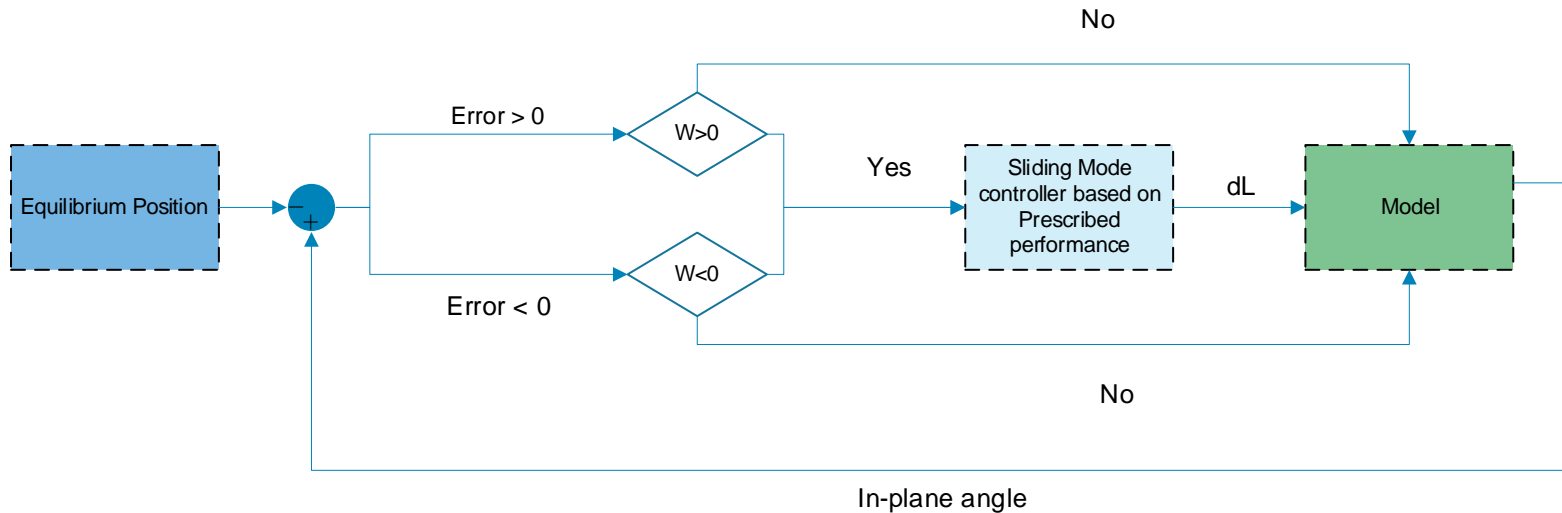 No
Error > 0
W>0
Equilibrium Position
−
+
Yes
Sliding Mode
controller based on
Prescribed
performance
dL
Model
W<0
Error < 0
No
In-plane angle